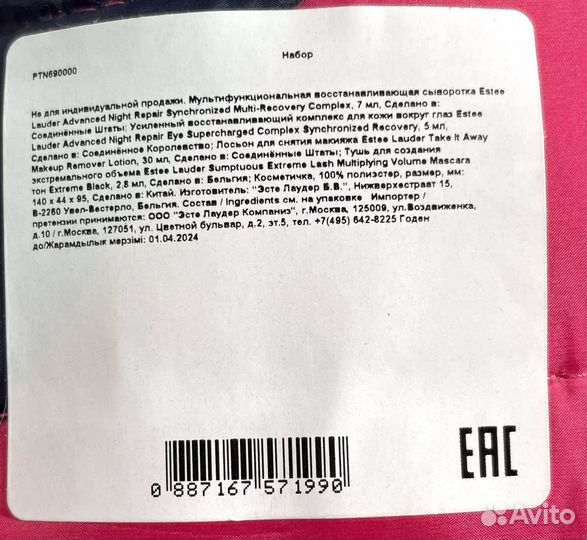 Набор
PTN690000
Не для индивидуальной продажи. Мультифункциональная восстанавливающая сыворотка Estee
Lauder Advanced Night Repair Synchronized Multi-Recovery Complex, 7 мл, Сделано в:
Соединённые Штаты; Усиленный восстанавливающий комплекс для кожи вокруг глаз Estee
Lauder Advanced Night Repair Eye Supercharged Complex Synchronized Recovery, 5 мл,
Сделано в: Соединённое Королевство; Лосьон для снятия макияжа Estee Lauder Take It Away
Makeup Remover Lotion, 30 мл, Сделано в: Соединённые Штаты; Тушь для создания
экстремального объема Estee Lauder Sumptuous Extreme Lash Multiplying Volume Mascara
тон Extreme Black, 2,8 мл, Сделано в: Бельгия; Косметичка, 100% полиэстер, размер, мм:
140 x 44 x 95, Сделано в: Китай. Изготовитель: "Эсте Лаудер Б.В.", Нижверхестраат 15,
B-2260 Увел-Вестерло, Бельгия. Состав / Ingredients см. на упаковке Импортер /
претензии принимаются: ООО "Эсте Лаудер Компаниз", г.Москва, 125009, ул.Воздвиженка,
д.10 / г.Москва, 127051, ул. Цветной бульвар, д.2, эт.5, тел. +7(495) 642-8225 Годен
до/Жарамдылық мерзімі: 01.04.2024
EAC
0 887167 571990
Avito